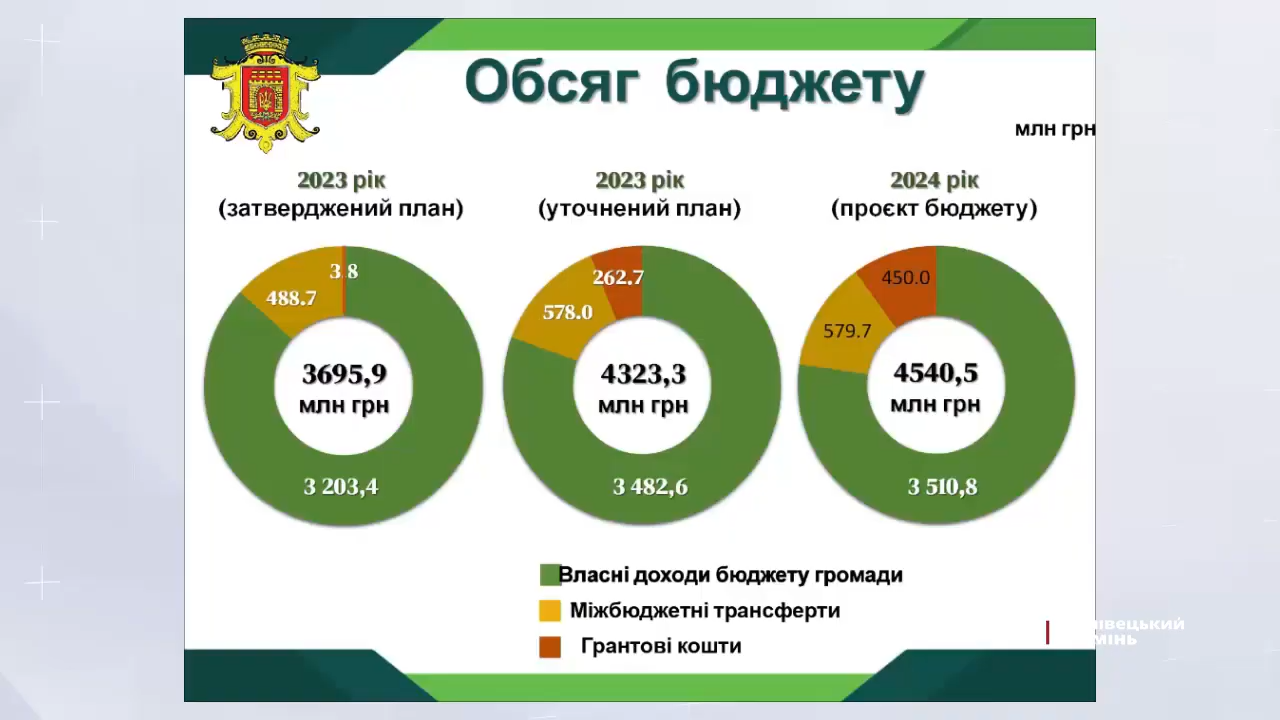 Обсяг бюджету
млн грн
2023 рік
(затверджений план)
2023 рік
(уточнений план)
2024 рік
(проєкт бюджету)
3.8
488.7
3695,9
млн грн
3 203,4
262.7
578.0
4323,3
млн грн
3 482,6
450.0
579.7
4540,5
млн грн
3 510,8
Власні доходи бюджету громади
Міжбюджетні трансферти
Грантові кошти